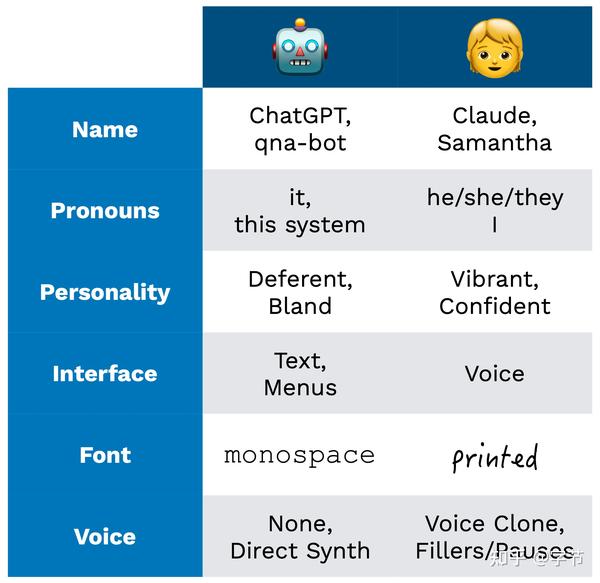 Name
ChatGPT,
qna-bot
Claude,
Samantha
Pronouns
it,
this system
he/she/they
I
Personality
Deferent,
Bland
Vibrant,
Confident
Interface
Text,
Menus
Voice
Font
monospace
printed
Voice
None,
Direct Synth
Voice Clone,
Fillers/Pauses
知乎 @字节